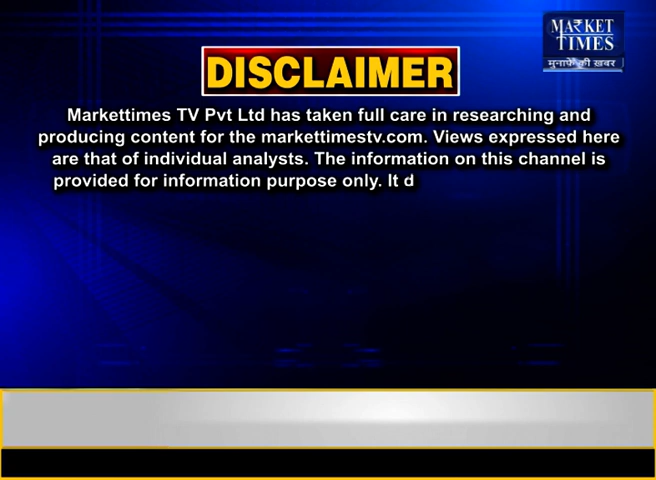 MARKET
TIMES
मुनाफे की ख़बर
DISCLAIMER
Markettimes TV Pvt Ltd has taken full care in researching and
producing content for the markettimestv.com. Views expressed here
are that of individual analysts. The information on this channel is
provided for information purpose only. It d